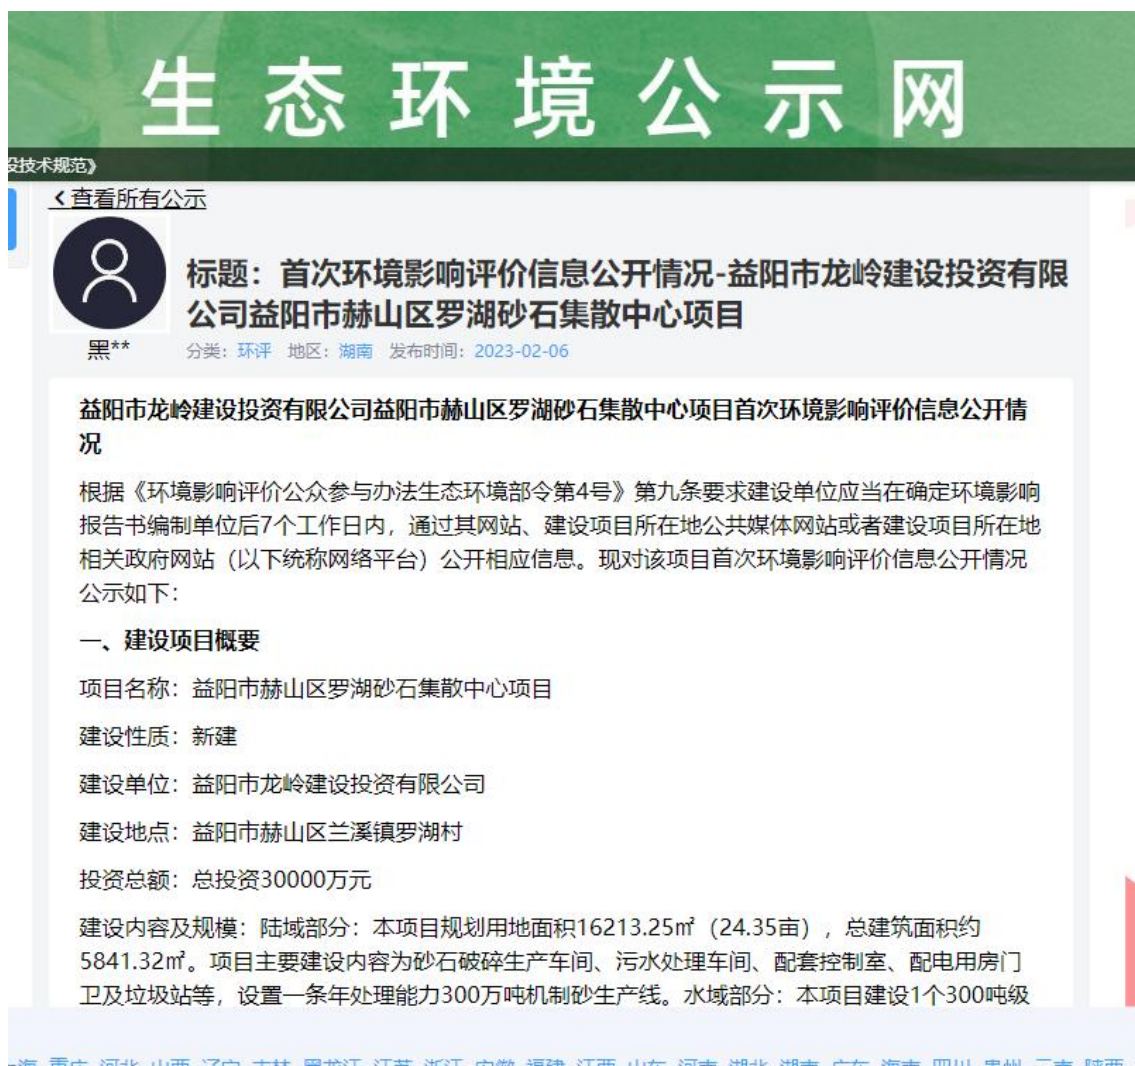 生态环境公示网
设技术规范》
查看所有公示
标题：首次环境影响评价信息公开情况-益阳市龙岭建设投资有限
公司益阳市赫山区罗湖砂石集散中心项目
黑**
分类：环评 地区：湖南 发布时间：2023-02-06
益阳市龙岭建设投资有限公司益阳市赫山区罗湖砂石集散中心项目首次环境影响评价信息公开情
况
根据《环境影响评价公众参与办法生态环境部令第4号》第九条要求建设单位应当在确定环境影响
报告书编制单位后7个工作日内，通过其网站、建设项目所在地公共媒体网站或者建设项目所在地
相关政府网站（以下统称网络平台）公开相应信息。现对该项目首次环境影响评价信息公开情况
公示如下：
一、建设项目概要
项目名称：益阳市赫山区罗湖砂石集散中心项目
建设性质：新建
建设单位：益阳市龙岭建设投资有限公司
建设地点：益阳市赫山区兰溪镇罗湖村
投资总额：总投资30000万元
建设内容及规模：陆域部分：本项目规划用地面积16213.25㎡（24.35亩），总建筑面积约
5841.32㎡。项目主要建设内容为砂石破碎生产车间、污水处理车间、配套控制室、配电用房门
卫及垃圾站等，设置一条年处理能力300万吨机制砂生产线。水域部分：本项目建设1个300吨级
上海 重庆 河北 山西 辽宁 吉林 黑龙江 江苏 浙江 安徽 福建 江西 山东 河南 湖北 湖南 广东 海南 四川 贵州 云南 陕西